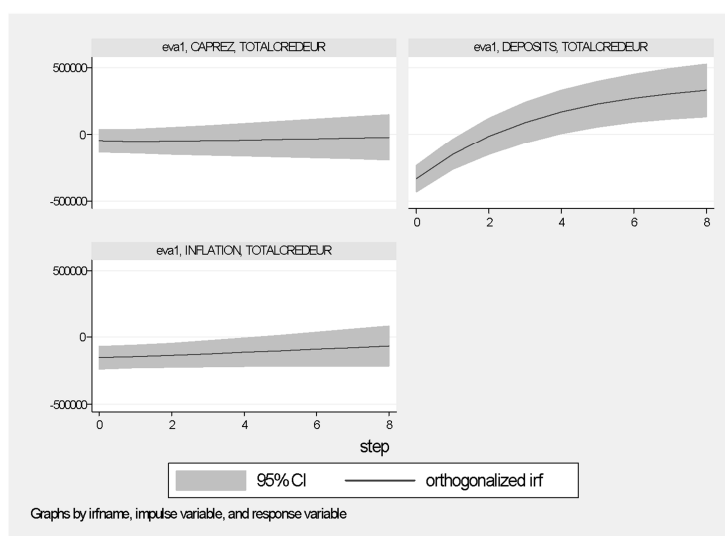 eva1, CAPREZ, TOTALCREDEUR
eva1, DEPOSITS, TOTALCREDEUR
500000
0
-500000
0 2 4 6 8
eva1, INFLATION, TOTALCREDEUR
500000
0
-500000
0 2 4 6 8
step
95% CI
orthogonalized irf
Graphs by irfname, impulse variable, and response variable